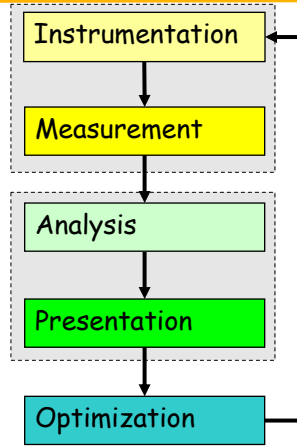 Instrumentation
Measurement
Analysis
Presentation
Optimization